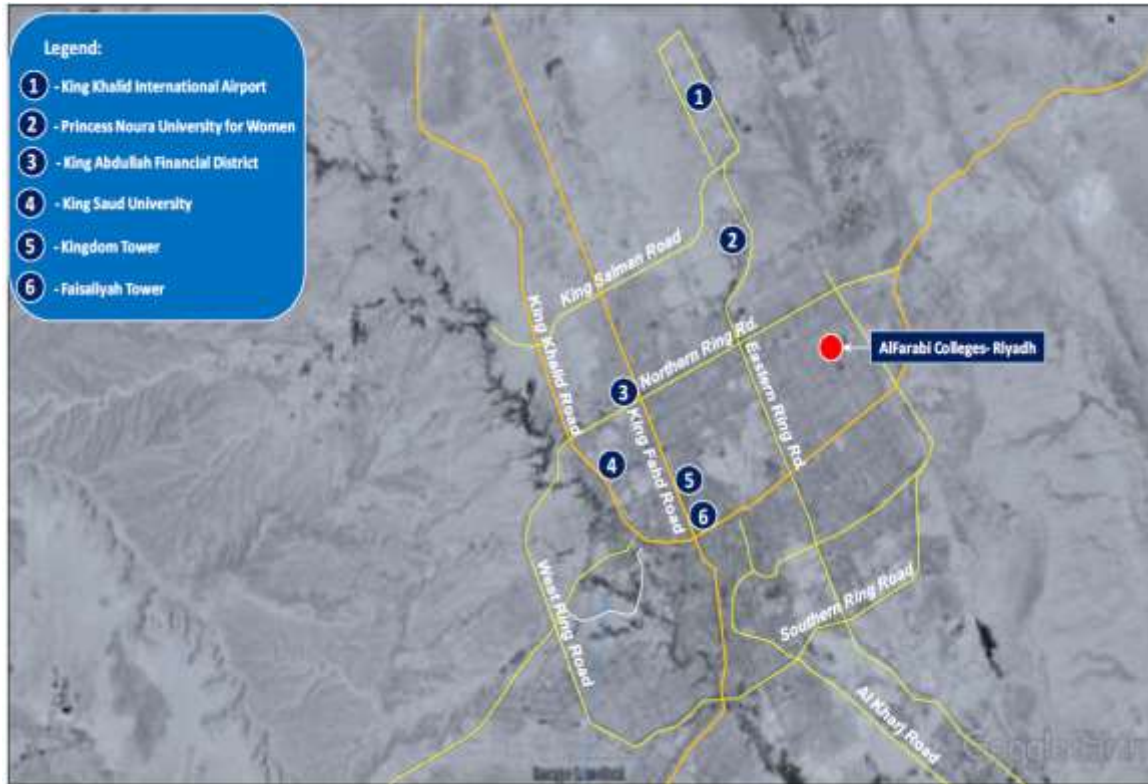 Legend:
1 - King Khalid International Airport
2 - Princess Noura University for Women
3 - King Abdullah Financial District
4 - King Saud University
5 - Kingdom Tower
6 - Faisaliyah Tower
1
2
King Salman Road
King Khalid Road
Northern Ring Rd.
AlFarabi Colleges- Riyadh
3
King Fahd Road
Eastern Ring Rd.
4
5
6
West Ring Road
Southern Ring Road
Al Kharj Road
Google Earth